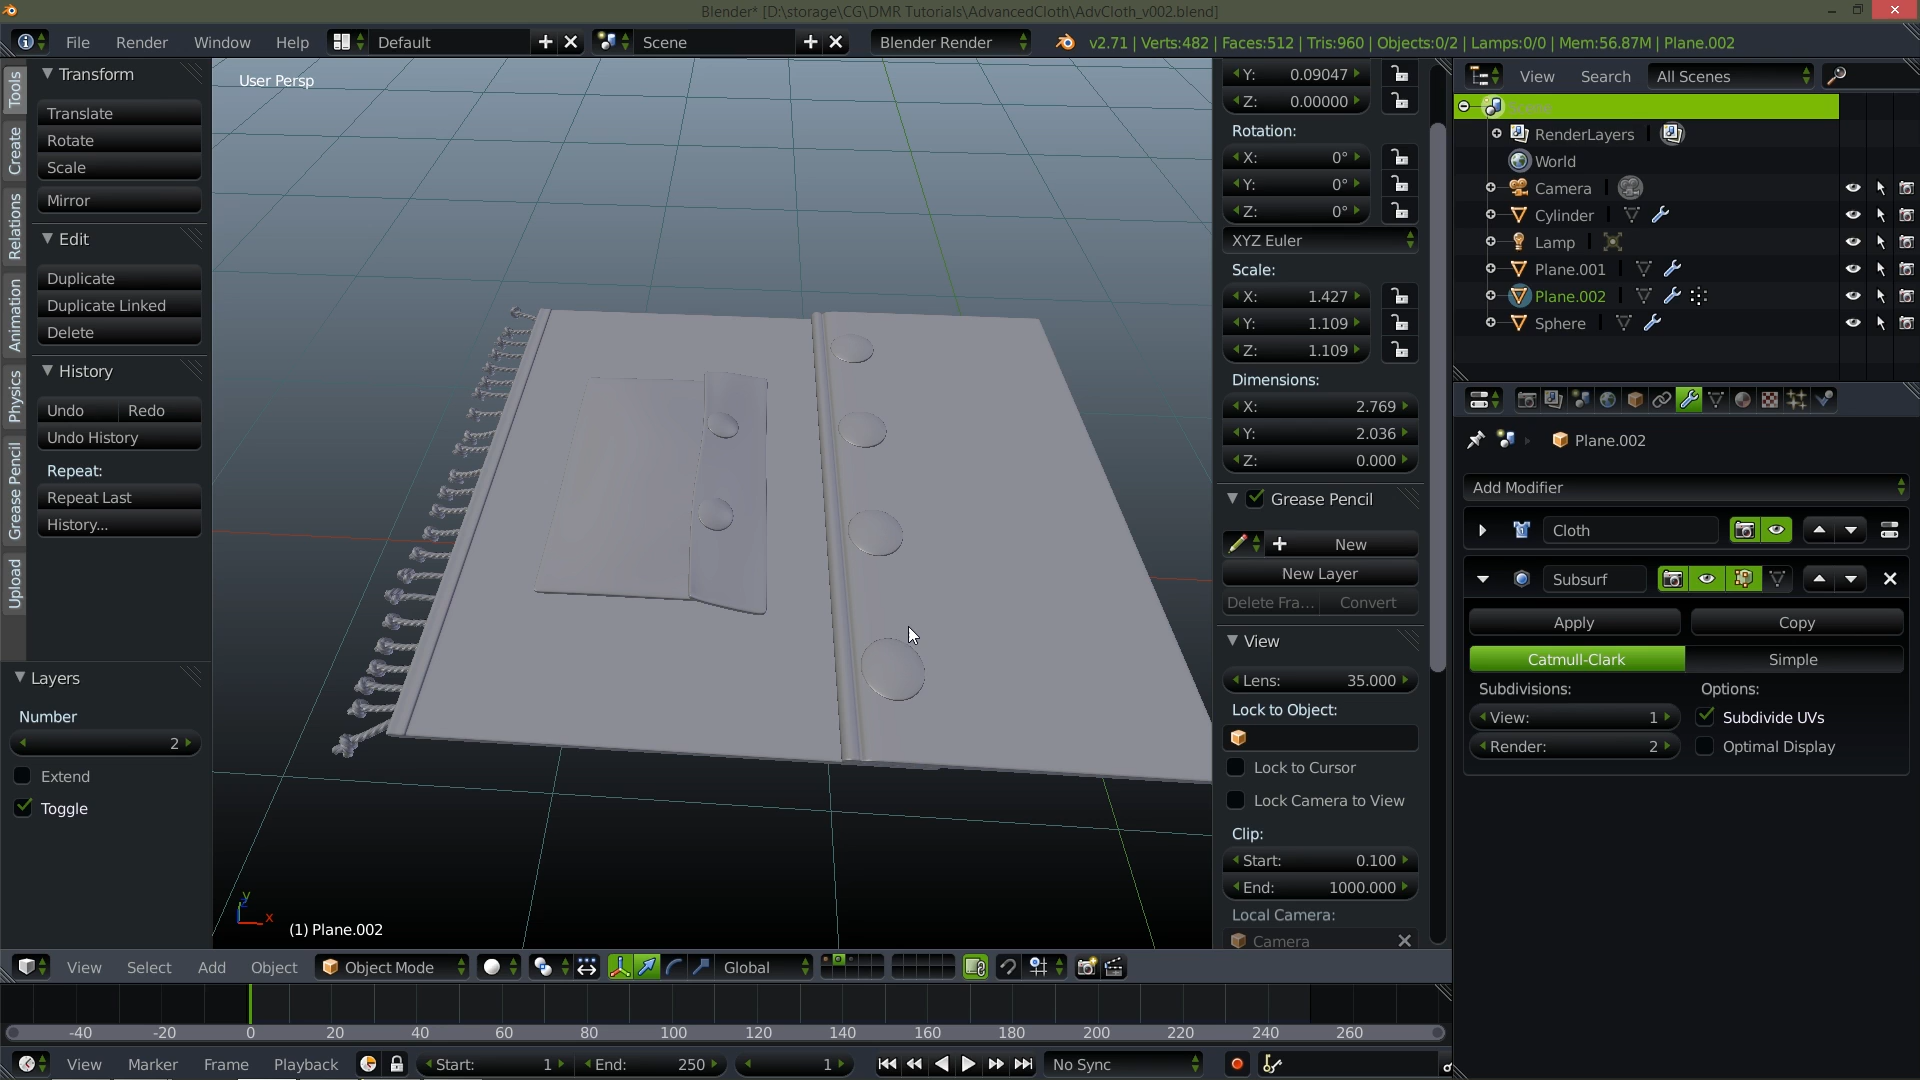 Blender* [D:\storage\CG\DMR Tutorials\AdvancedCloth\AdvCloth_v002.blend]
File Render Window Help Default Scene Blender Render v2.71 | Verts:482 | Faces:512 | Tris:960 | Objects:0/2 | Lamps:0/0 | Mem:56.87M | Plane.002
Tools
Create
Relations
Animation
Physics
Grease Pencil
Upload
Transform
Translate
Rotate
Scale
Mirror
Edit
Duplicate
Duplicate Linked
Delete
History
Undo Redo
Undo History
Repeat:
Repeat Last
History...
Layers
Number
2
Extend
Toggle
User Persp
y
x
(1) Plane.002
Y: 0.09047
Z: 0.00000
Rotation:
X: 0°
Y: 0°
Z: 0°
XYZ Euler
Scale:
X: 1.427
Y: 1.109
Z: 1.109
Dimensions:
X: 2.769
Y: 2.036
Z: 0.000
Grease Pencil
New
New Layer
Delete Fra... Convert
View
Lens: 35.000
Lock to Object:
Lock to Cursor
Lock Camera to View
Clip:
Start: 0.100
End: 1000.000
Local Camera:
Camera
View Search All Scenes
RenderLayers
World
Camera
Cylinder
Lamp
Plane.001
Plane.002
Sphere
Plane.002
Add Modifier
Cloth
Subsurf
Apply Copy
Catmull-Clark Simple
Subdivisions: Options:
View: 1 Subdivide UVs
Render: 2 Optimal Display
View Select Add Object Object Mode Global
-40 -20 0 20 40 60 80 100 120 140 160 180 200 220 240 260
View Marker Frame Playback Start: 1 End: 250 1 No Sync